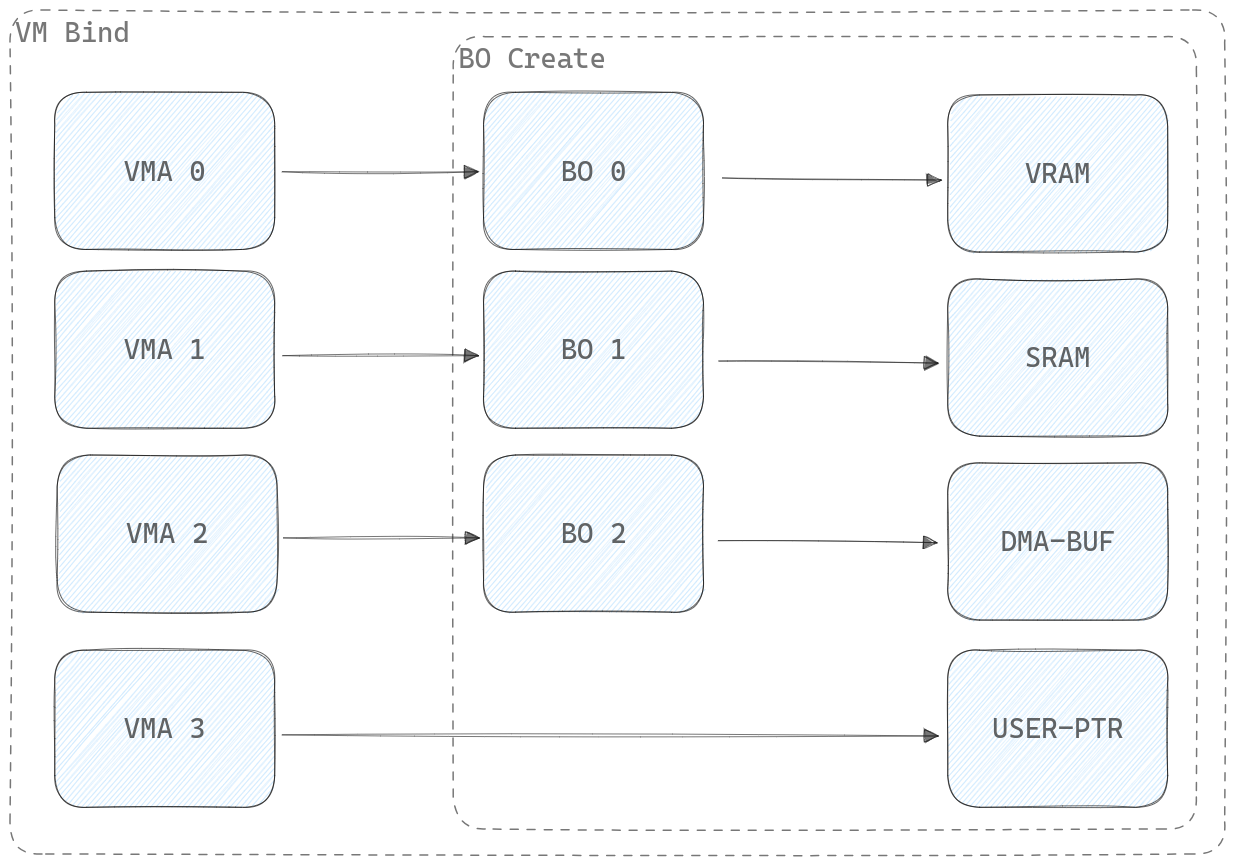 VM Bind
BO Create
VMA 0
BO 0
VRAM
VMA 1
BO 1
SRAM
VMA 2
BO 2
DMA-BUF
VMA 3
USER-PTR